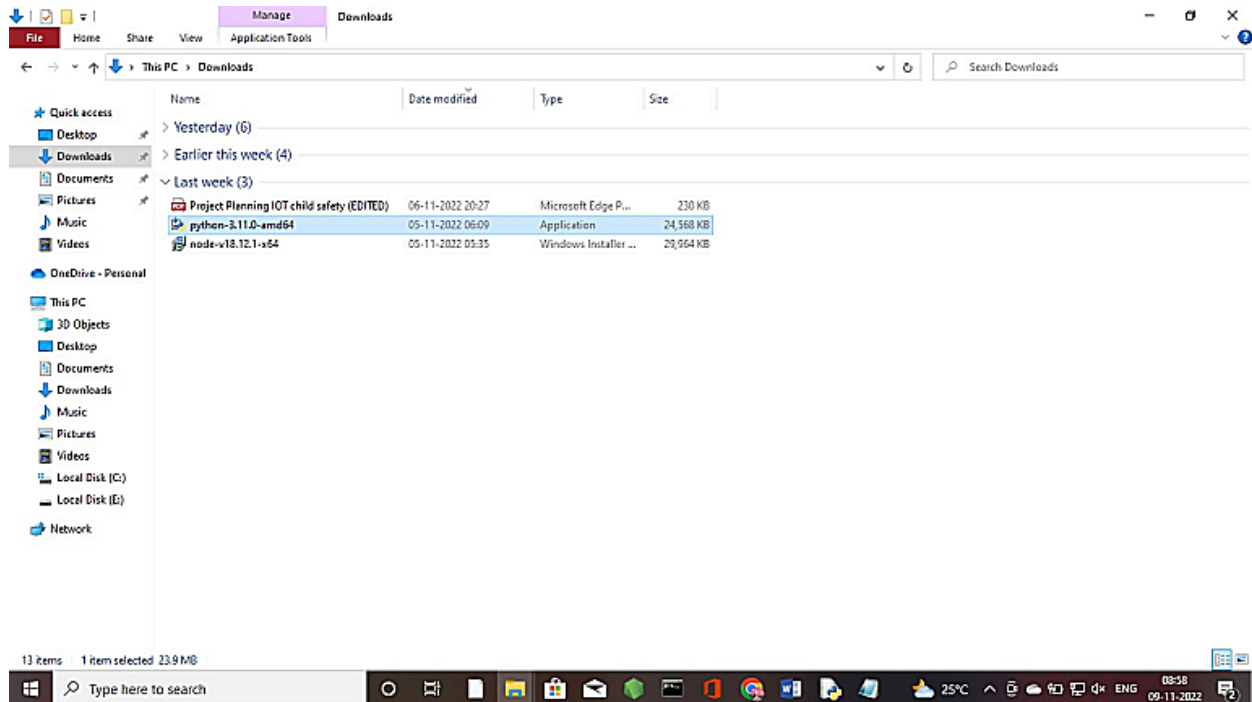 Manage
Downloads
File
Home
Share
View
Application Tools
This PC
Downloads
Search Downloads
Name
Date modified
Type
Size
Quick access
Desktop
Downloads
Documents
Pictures
Music
Videos
OneDrive - Personal
This PC
3D Objects
Desktop
Documents
Downloads
Music
Pictures
Videos
Local Disk (C:)
Local Disk (E:)
Network
Yesterday (6)
Earlier this week (4)
Last week (3)
Project Planning IOT child safety (EDITED) 06-11-2022 20:27 Microsoft Edge P... 230 KB
python-3.11.0-amd64 05-11-2022 06:09 Application 24,568 KB
node-v18.12.1-x64 05-11-2022 05:35 Windows Installer ... 29,964 KB
13 items 1 item selected 23.9 MB
Type here to search
25°C
ENG
08:58
09-11-2022